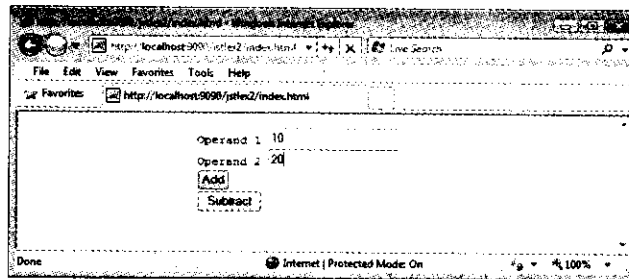 http://localhost:9090/jstlex2/index.html Live Search
File Edit View Favorites Tools Help
Favorites http://localhost:9090/jstlex2/index.html
Operand 1 10
Operand 2 20
Add
Subtract
Done Internet | Protected Mode: On 100%